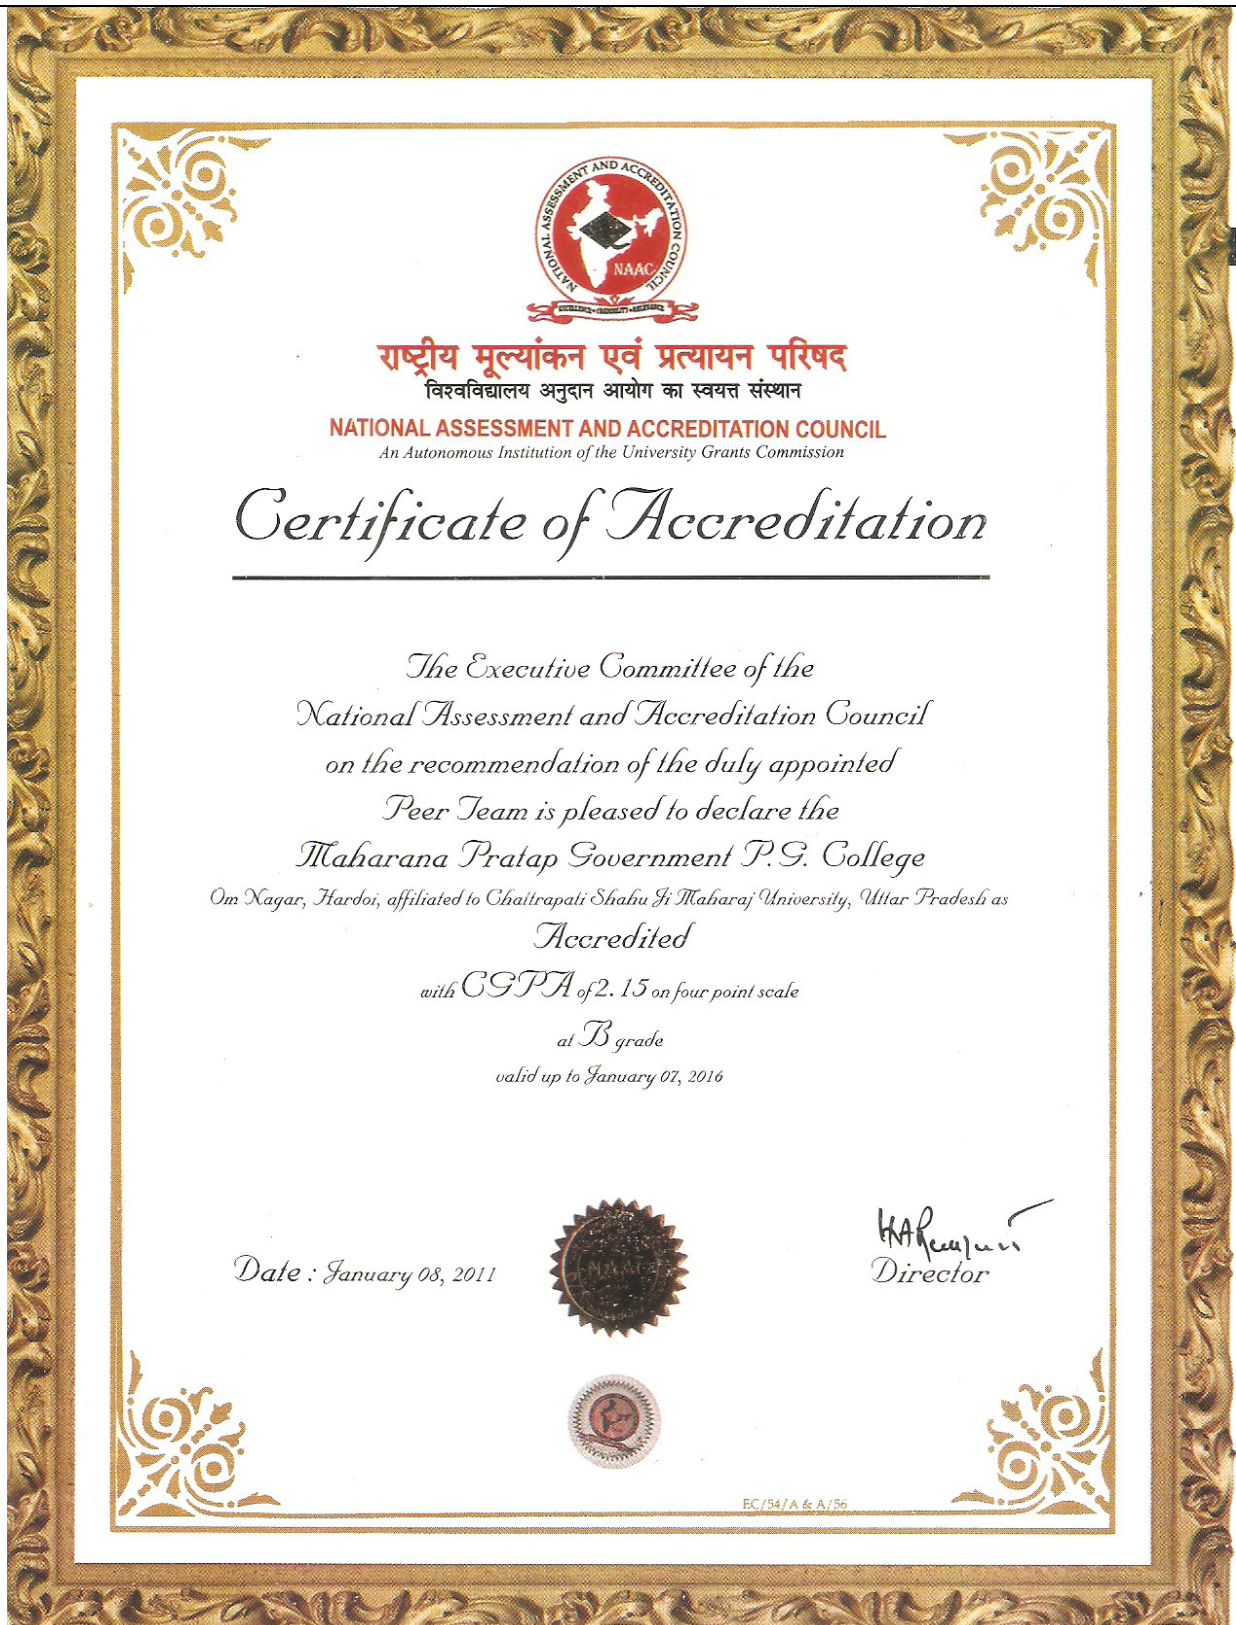 NATIONAL ASSESSMENT AND ACCREDITATION COUNCIL
NAAC
EXCELLENCE • CREDIBILITY • RELEVANCE
राष्ट्रीय मूल्यांकन एवं प्रत्यायन परिषद
विश्वविद्यालय अनुदान आयोग का स्वयत्त संस्थान
NATIONAL ASSESSMENT AND ACCREDITATION COUNCIL
An Autonomous Institution of the University Grants Commission
Certificate of Accreditation
The Executive Committee of the
National Assessment and Accreditation Council
on the recommendation of the duly appointed
Peer Team is pleased to declare the
Maharana Pratap Government P.G. College
Om Nagar, Hardoi, affiliated to Chattrapati Shahu Ji Maharaj University, Uttar Pradesh as
Accredited
with CGPA of 2.15 on four point scale
at B grade
valid up to January 07, 2016
Date : January 08, 2011
NAAC
Director
EC/54/A & A/56